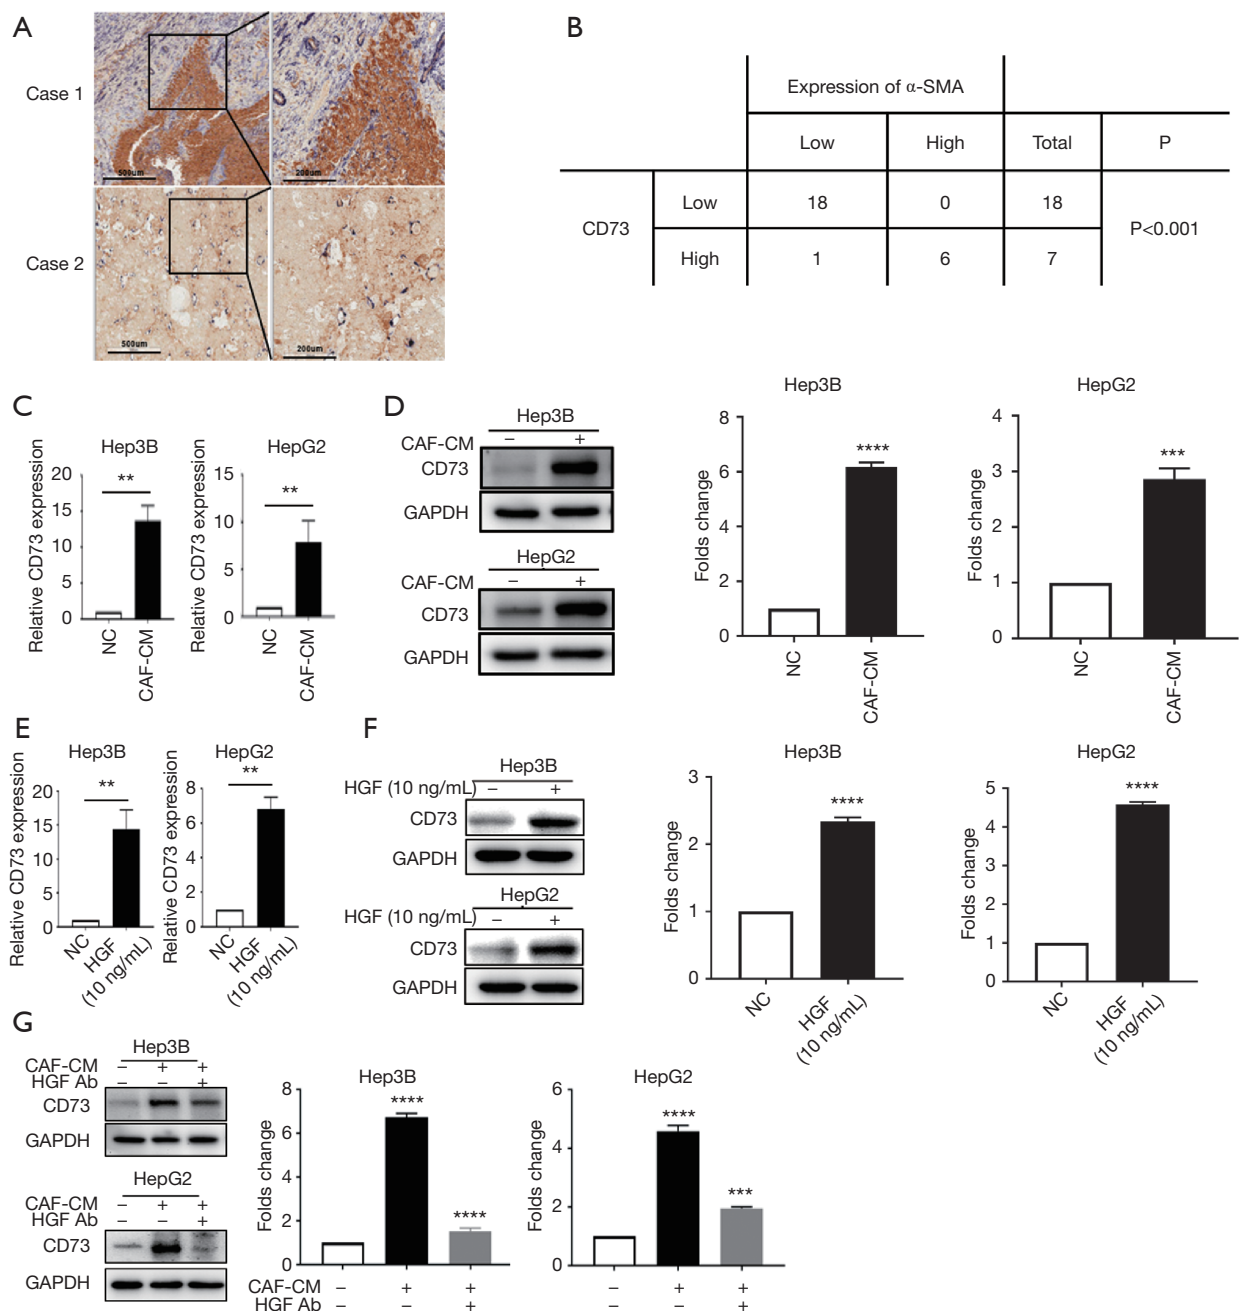 A
Case 1
500um
200um
Case 2
500um
200um
B
Expression of α-SMA
Low High Total P
CD73 Low 18 0 18 P<0.001
High 1 6 7
C
Hep3B
Relative CD73 expression
20
15
10
5
0
**
NC
CAF-CM
HepG2
Relative CD73 expression
15
10
5
0
**
NC
CAF-CM
D
Hep3B
CAF-CM – +
CD73
GAPDH
HepG2
CAF-CM – +
CD73
GAPDH
Hep3B
Folds change
8
6
4
2
0
****
NC
CAF-CM
HepG2
Folds change
4
3
2
1
0
***
NC
CAF-CM
E
Hep3B
Relative CD73 expression
20
15
10
5
0
**
NC
HGF
(10 ng/mL)
HepG2
Relative CD73 expression
8
6
4
2
0
**
NC
HGF
(10 ng/mL)
F
Hep3B
HGF (10 ng/mL) – +
CD73
GAPDH
HepG2
HGF (10 ng/mL) – +
CD73
GAPDH
Hep3B
Folds change
3
2
1
0
****
NC
HGF
(10 ng/mL)
HepG2
Folds change
5
4
3
2
1
0
****
NC
HGF
(10 ng/mL)
G
Hep3B
CAF-CM – + +
HGF Ab – – +
CD73
GAPDH
HepG2
CAF-CM – + +
HGF Ab – – +
CD73
GAPDH
Hep3B
Folds change
8
6
4
2
0
****
****
CAF-CM – + +
HGF Ab – – +
HepG2
Folds change
6
4
2
0
****
***
– + +
– – +